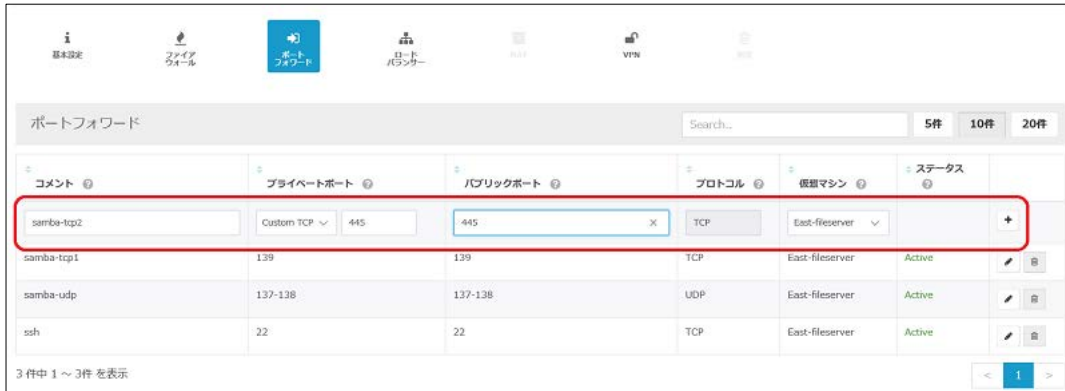 基本設定
ファイア
ウォール
ポート
フォワード
ロード
バランサー
VPN
ポートフォワード
Search...
5件 10件 20件
コメント
プライベートポート
パブリックポート
プロトコル
仮想マシン
ステータス
samba-tcp2 Custom TCP 445 445 TCP East-fileserver
samba-tcp1 139 139 TCP East-fileserver Active
samba-udp 137-138 137-138 UDP East-fileserver Active
ssh 22 22 TCP East-fileserver Active
3 件中 1 ~ 3件 を表示
< 1 >